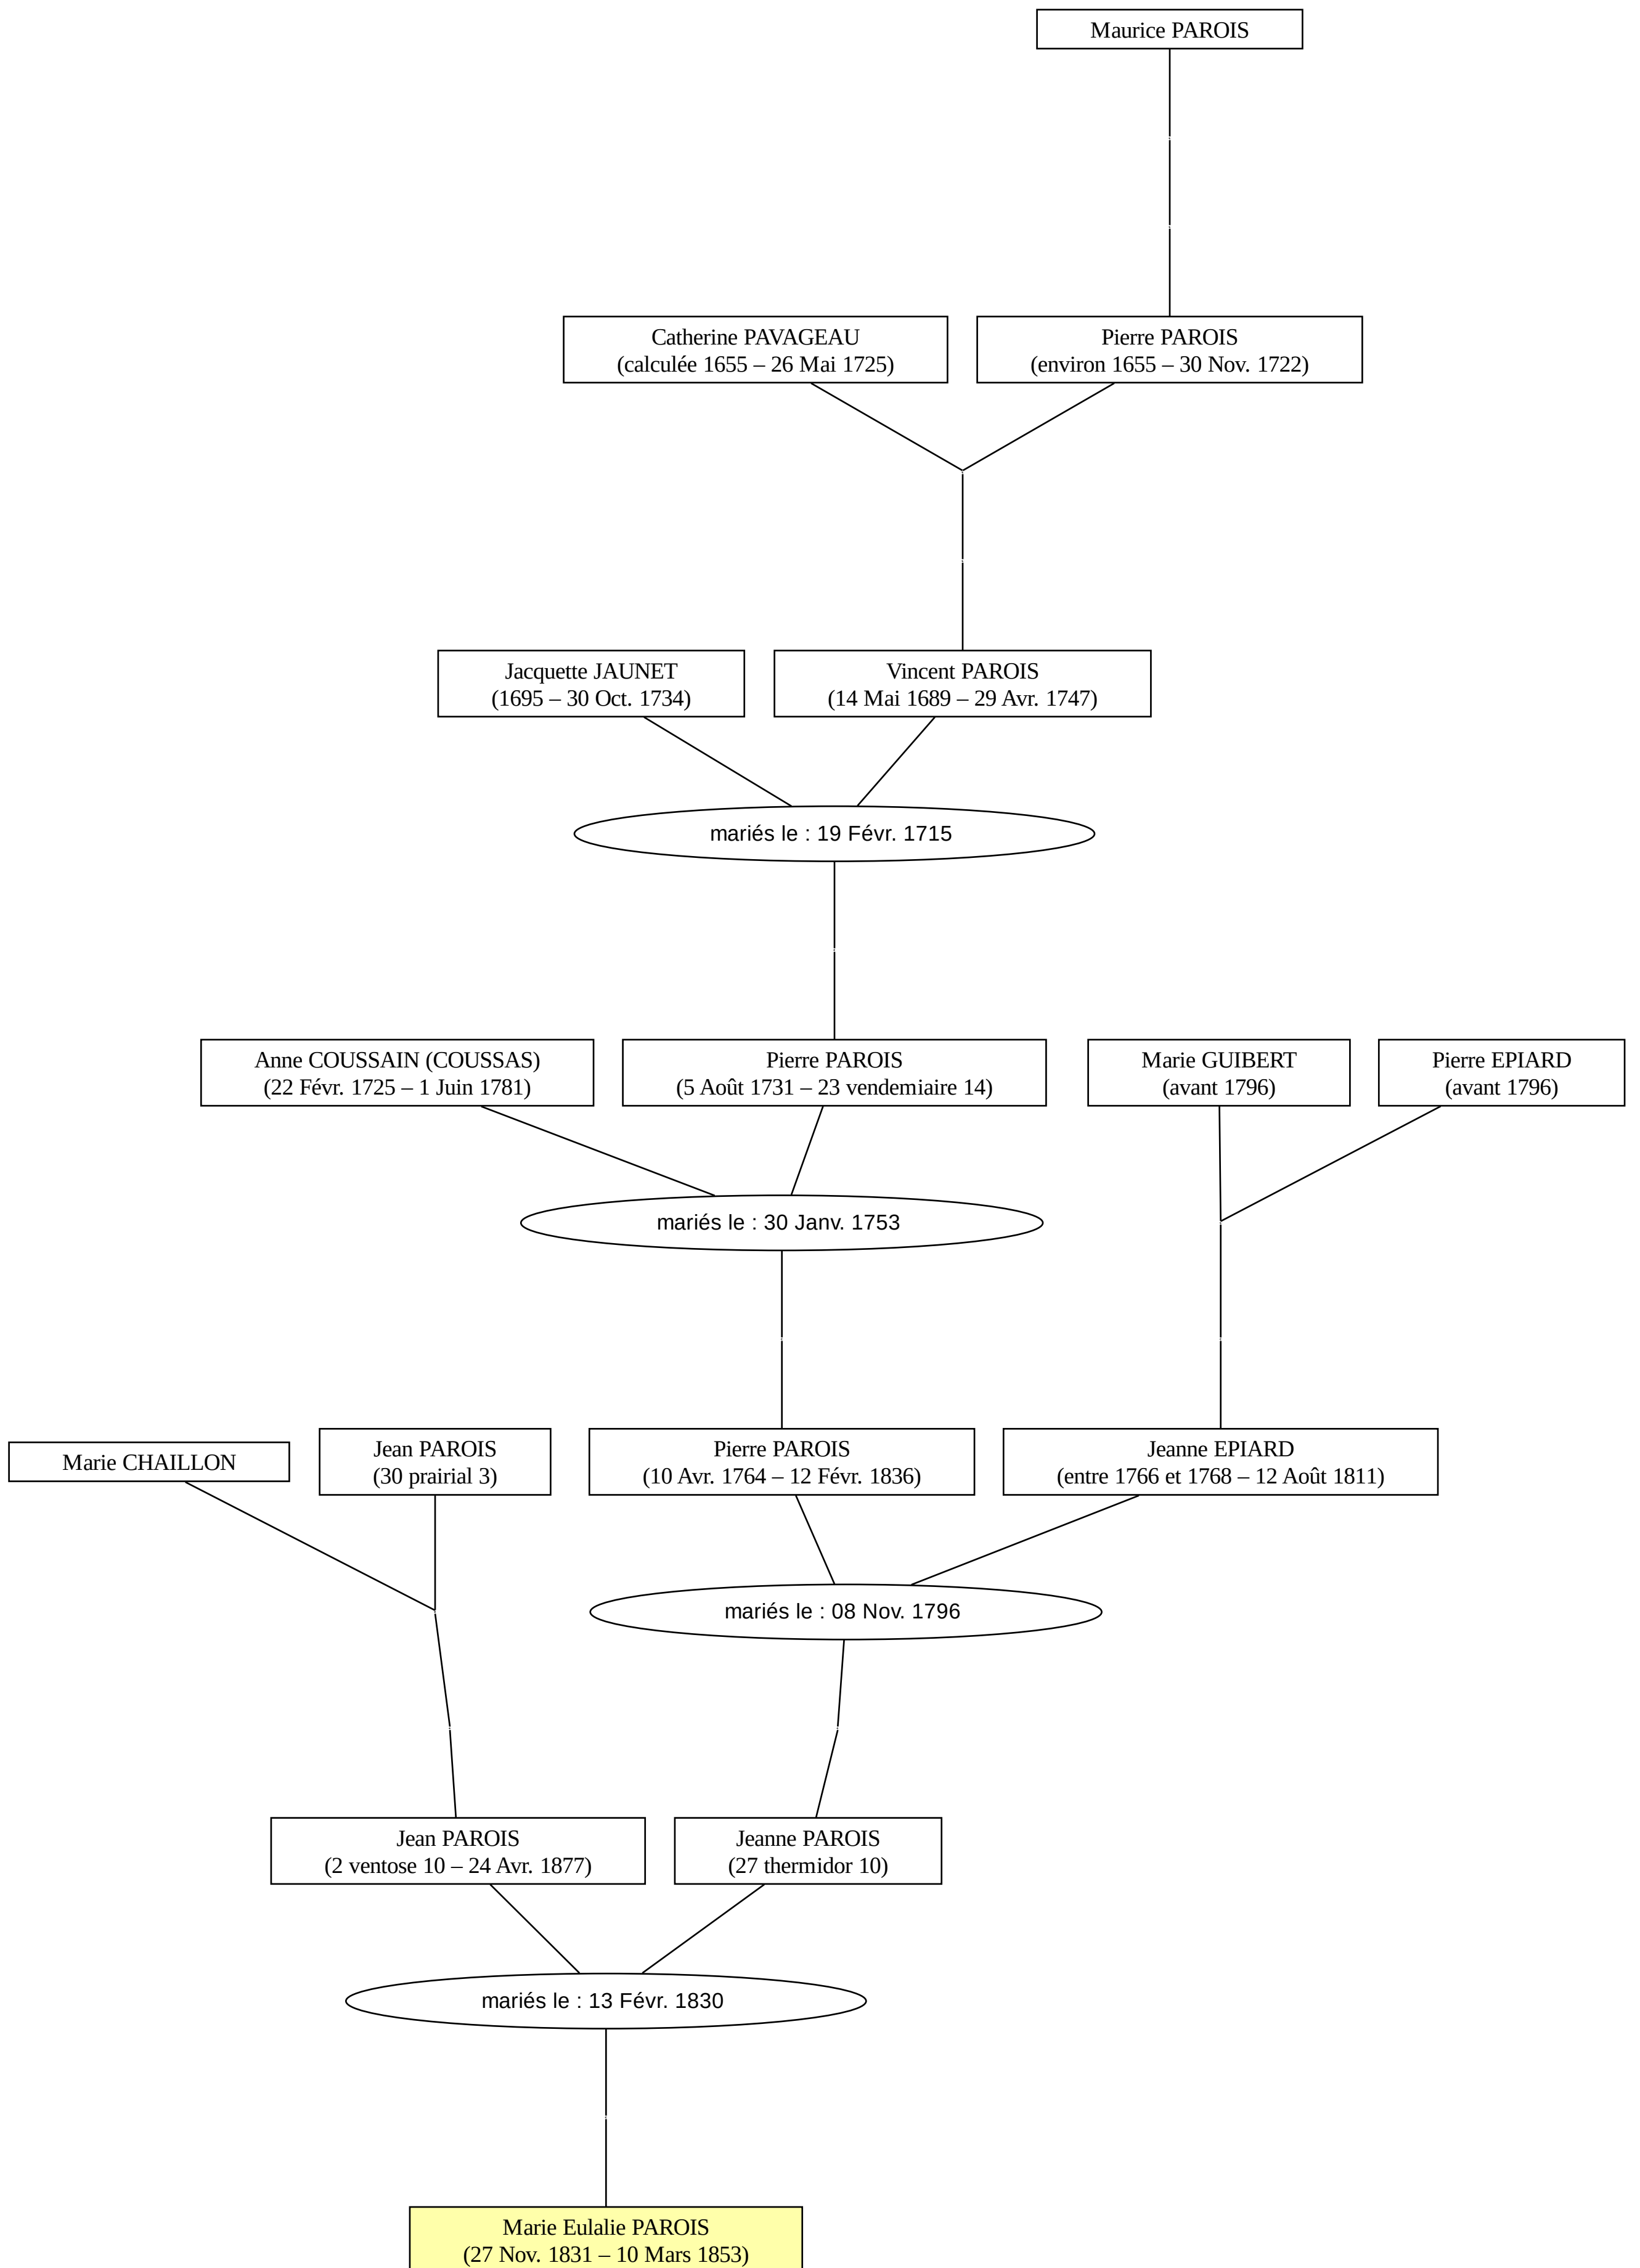 Maurice PAROIS
Catherine PAVAGEAU
(calculée 1655 – 26 Mai 1725)
Pierre PAROIS
(environ 1655 – 30 Nov. 1722)
Jacquette JAUNET
(1695 – 30 Oct. 1734)
Vincent PAROIS
(14 Mai 1689 – 29 Avr. 1747)
mariés le : 19 Févr. 1715
Anne COUSSAIN (COUSSAS)
(22 Févr. 1725 – 1 Juin 1781)
Pierre PAROIS
(5 Août 1731 – 23 vendemiaire 14)
Marie GUIBERT
(avant 1796)
Pierre EPIARD
(avant 1796)
mariés le : 30 Janv. 1753
Marie CHAILLON
Jean PAROIS
(30 prairial 3)
Pierre PAROIS
(10 Avr. 1764 – 12 Févr. 1836)
Jeanne EPIARD
(entre 1766 et 1768 – 12 Août 1811)
mariés le : 08 Nov. 1796
Jean PAROIS
(2 ventose 10 – 24 Avr. 1877)
Jeanne PAROIS
(27 thermidor 10)
mariés le : 13 Févr. 1830
Marie Eulalie PAROIS
(27 Nov. 1831 – 10 Mars 1853)